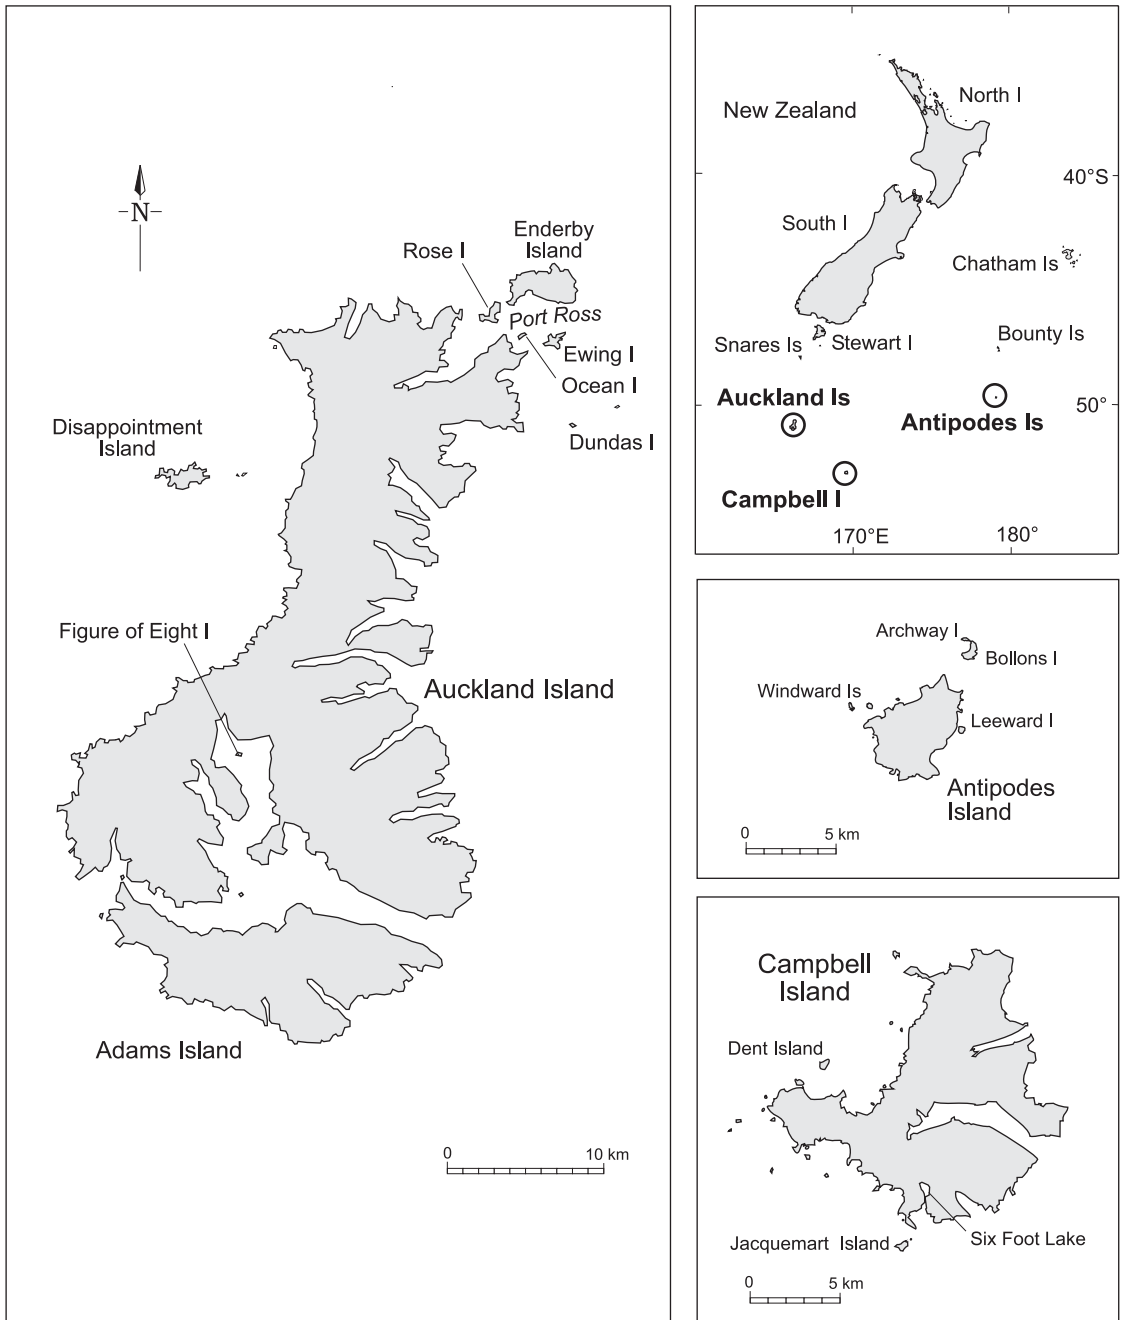 N
Rose I
Enderby
Island
Port Ross
Ewing I
Ocean I
Dundas I
Disappointment
Island
Figure of Eight I
Auckland Island
Adams Island
0 10 km
New Zealand
North I
40°S
South I
Chatham Is
Snares Is
Stewart I
Bounty Is
Auckland Is
50°
Antipodes Is
Campbell I
170°E 180°
Archway I
Bollons I
Windward Is
Leeward I
Antipodes
Island
0 5 km
Campbell
Island
Dent Island
Jacquemart Island
Six Foot Lake
0 5 km